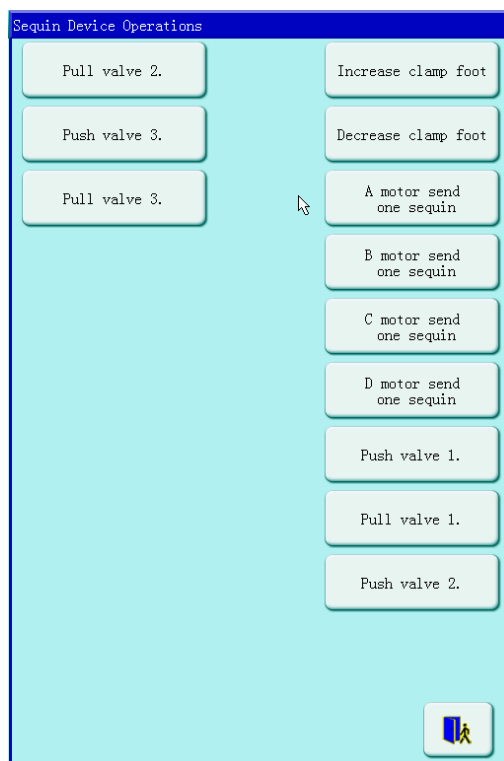 Sequin Device Operations
Pull valve 2.
Push valve 3.
Pull valve 3.
Increase clamp foot
Decrease clamp foot
A motor send
one sequin
B motor send
one sequin
C motor send
one sequin
D motor send
one sequin
Push valve 1.
Pull valve 1.
Push valve 2.